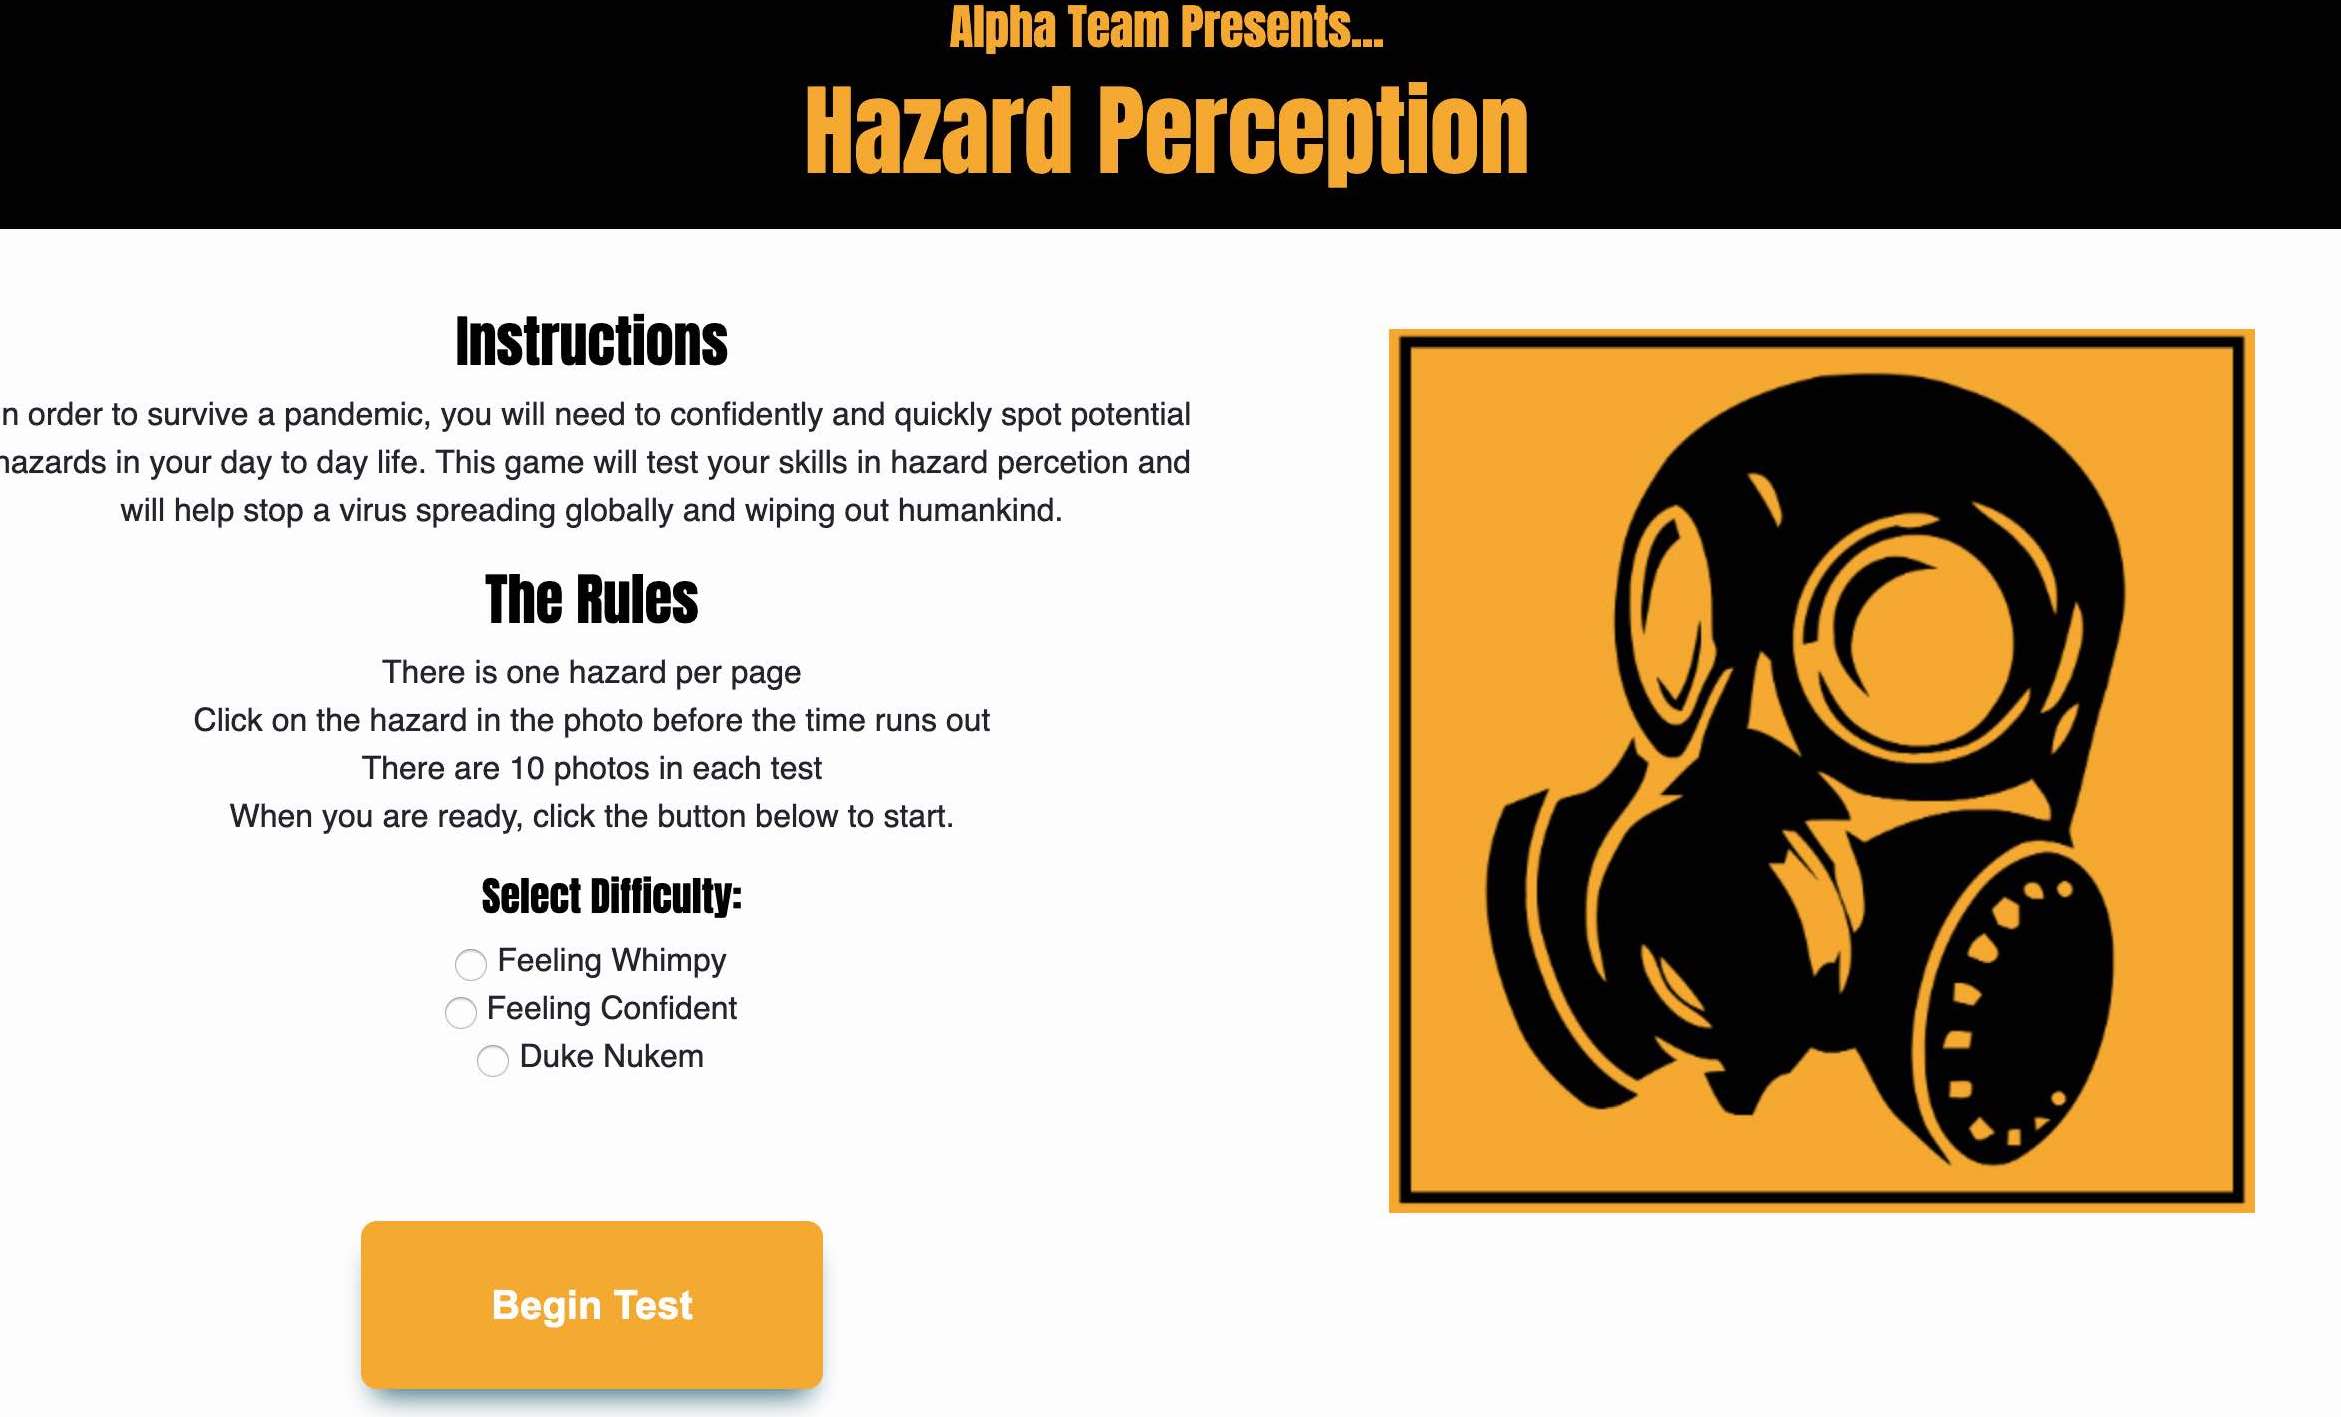 Alpha Team Presents...
Hazard Perception
Instructions
n order to survive a pandemic, you will need to confidently and quickly spot potential
hazards in your day to day life. This game will test your skills in hazard percetion and
will help stop a virus spreading globally and wiping out humankind.
The Rules
There is one hazard per page
Click on the hazard in the photo before the time runs out
There are 10 photos in each test
When you are ready, click the button below to start.
Select Difficulty:
Feeling Whimpy
Feeling Confident
Duke Nukem
Begin Test